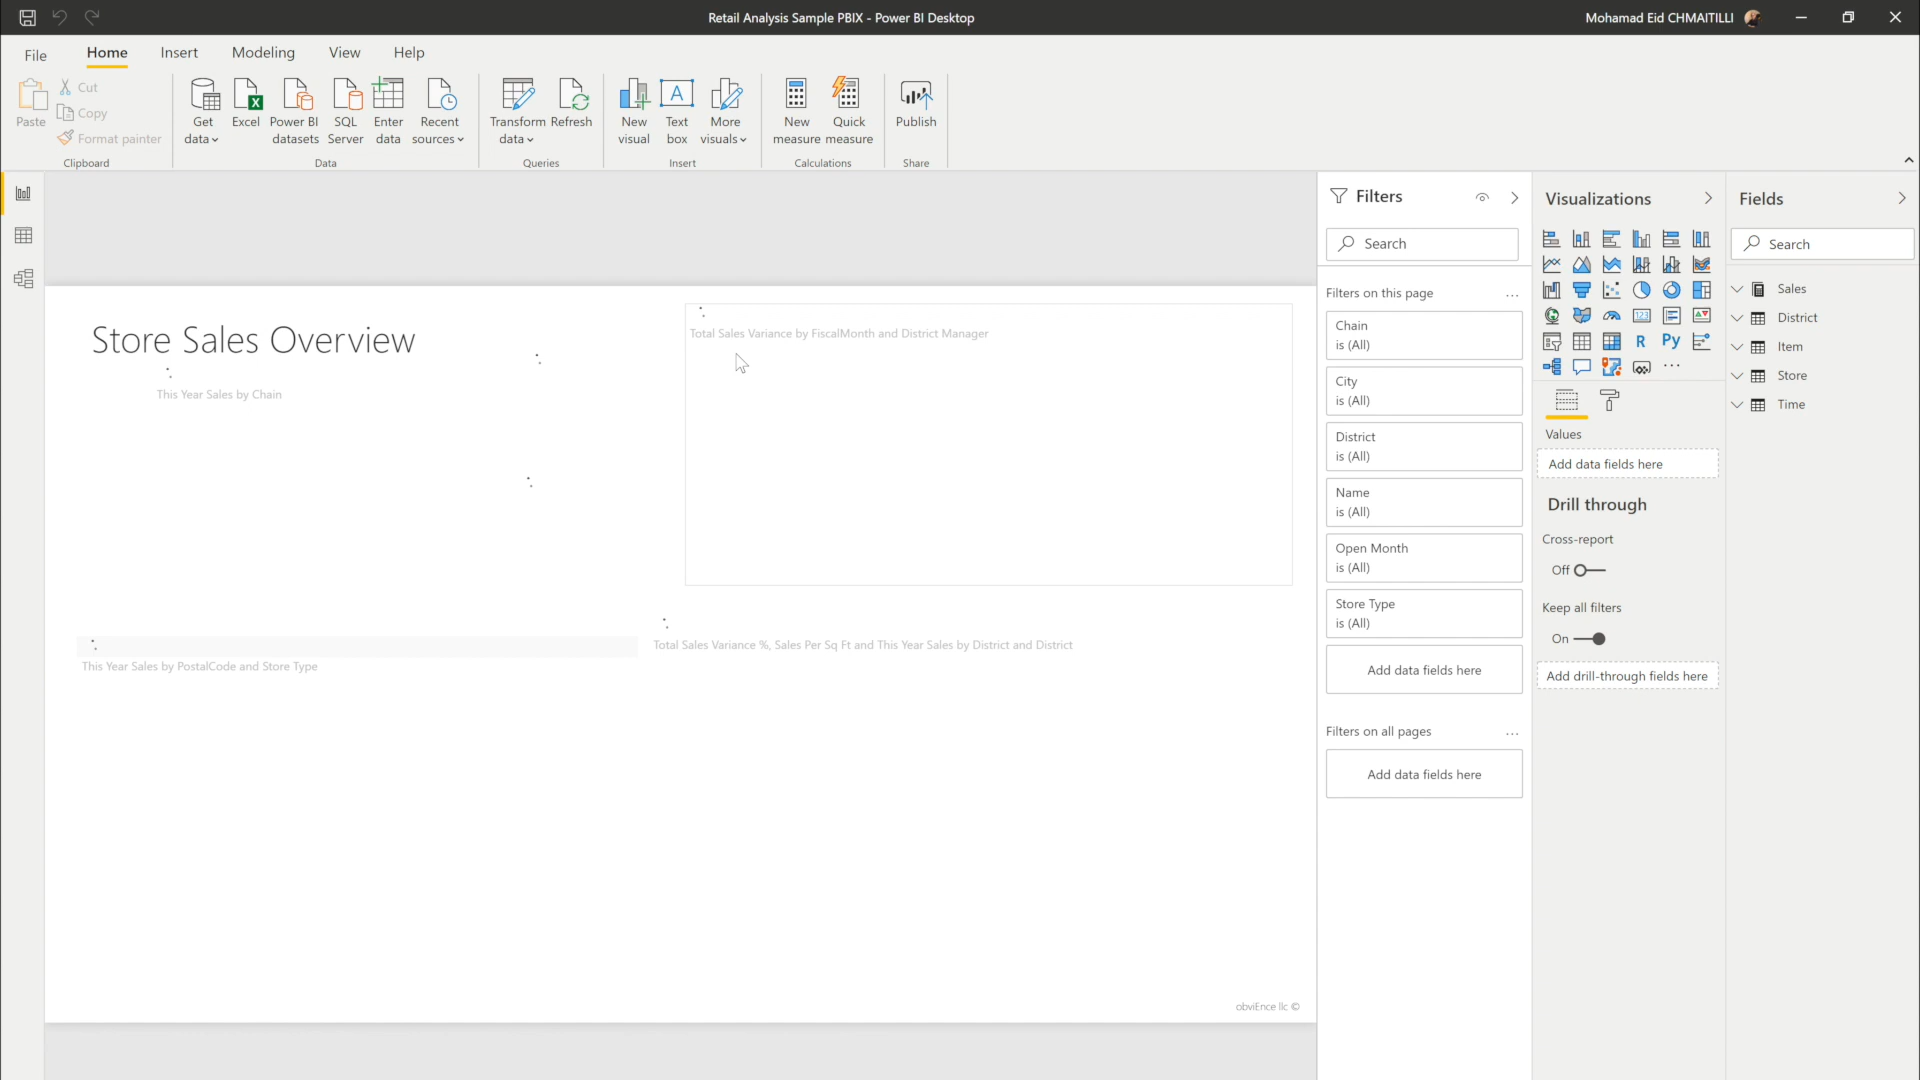 Retail Analysis Sample PBIX - Power BI Desktop
Mohamad Eid CHMAITILLI
File
Home
Insert
Modeling
View
Help
Paste
Cut
Copy
Format painter
Clipboard
Get data
Excel
Power BI datasets
SQL Server
Enter data
Recent sources
Data
Transform data
Refresh
Queries
New visual
Text box
More visuals
Insert
New measure
Quick measure
Calculations
Publish
Share
Store Sales Overview
This Year Sales by Chain
Total Sales Variance by FiscalMonth and District Manager
This Year Sales by PostalCode and Store Type
Total Sales Variance %, Sales Per Sq Ft and This Year Sales by District and District
obviEnce llc ©
Filters
Search
Filters on this page
...
Chain
is (All)
City
is (All)
District
is (All)
Name
is (All)
Open Month
is (All)
Store Type
is (All)
Add data fields here
Filters on all pages
...
Add data fields here
Visualizations
123
R
Py
...
Values
Add data fields here
Drill through
Cross-report
Off
Keep all filters
On
Add drill-through fields here
Fields
Search
Sales
District
Item
Store
Time